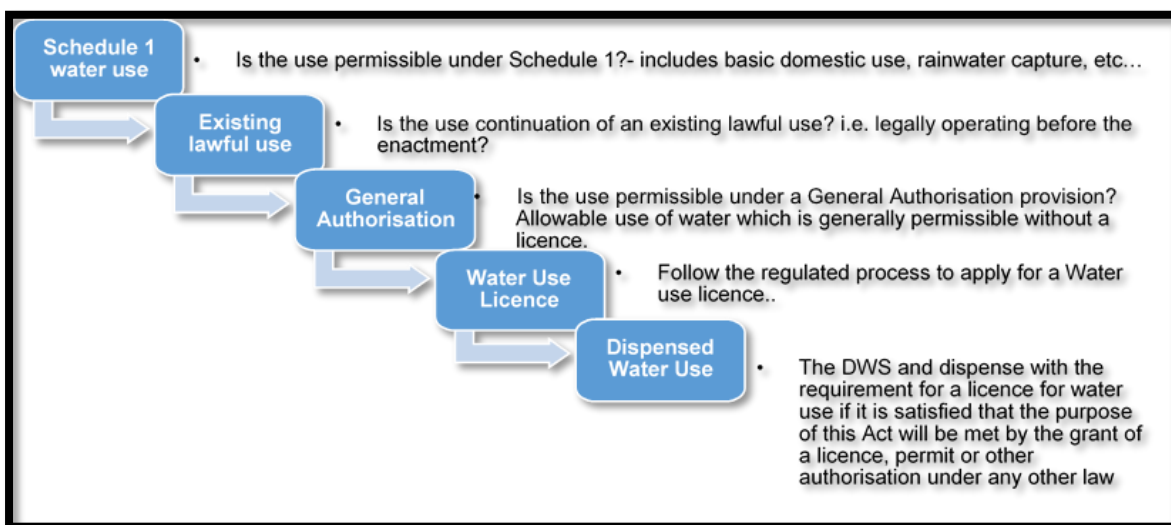 Schedule 1
water use
• Is the use permissible under Schedule 1?- includes basic domestic use, rainwater capture, etc…
Existing
lawful use
• Is the use continuation of an existing lawful use? i.e. legally operating before the
enactment?
General
Authorisation
• Is the use permissible under a General Authorisation provision?
Allowable use of water which is generally permissible without a
licence.
Water Use
Licence
• Follow the regulated process to apply for a Water
use licence..
Dispensed
Water Use
• The DWS and dispense with the
requirement for a licence for water
use if it is satisfied that the purpose
of this Act will be met by the grant of
a licence, permit or other
authorisation under any other law